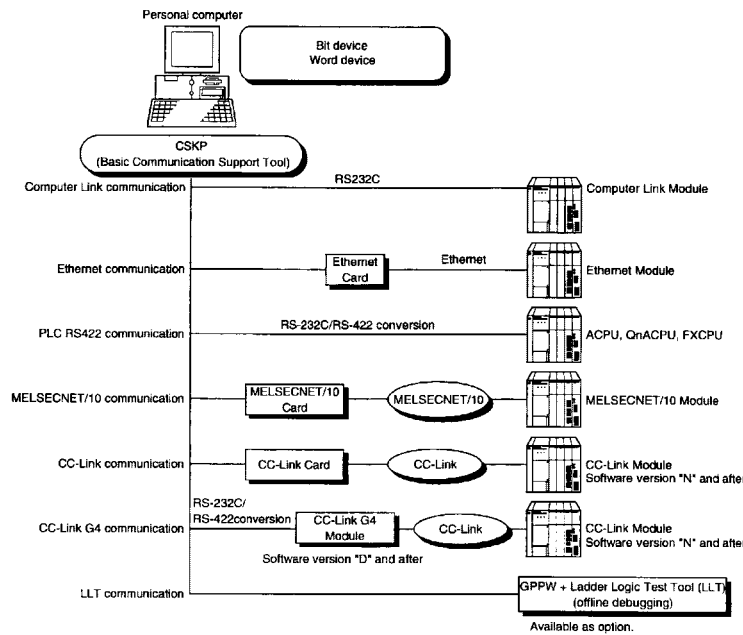 Personal computer
Bit device
Word device
CSKP
(Basic Communication Support Tool)
Computer Link communication
RS232C
Computer Link Module
Ethernet communication
Ethernet
Card
Ethernet
Ethernet Module
PLC RS422 communication
RS-232C/RS-422 conversion
ACPU, QnACPU, FXCPU
MELSECNET/10 communication
MELSECNET/10
Card
MELSECNET/10
MELSECNET/10 Module
CC-Link communication
CC-Link Card
CC-Link
CC-Link Module
Software version "N" and after
RS-232C/
RS-422conversion
CC-Link G4 communication
CC-Link G4
Module
CC-Link
CC-Link Module
Software version "N" and after
Software version "D" and after
LLT communication
GPPW + Ladder Logic Test Tool (LLT)
(offline debugging)
Available as option.